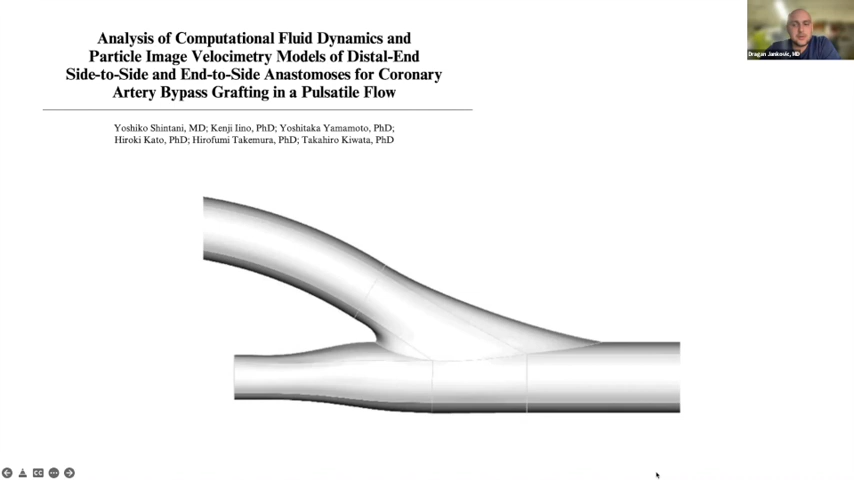 Analysis of Computational Fluid Dynamics and
Particle Image Velocimetry Models of Distal-End
Side-to-Side and End-to-Side Anastomoses for Coronary
Artery Bypass Grafting in a Pulsatile Flow
Yoshiko Shintani, MD; Kenji Iino, PhD; Yoshitaka Yamamoto, PhD;
Hiroki Kato, PhD; Hirofumi Takemura, PhD; Takahiro Kiwata, PhD
Dragan Jankovic, MD
CC